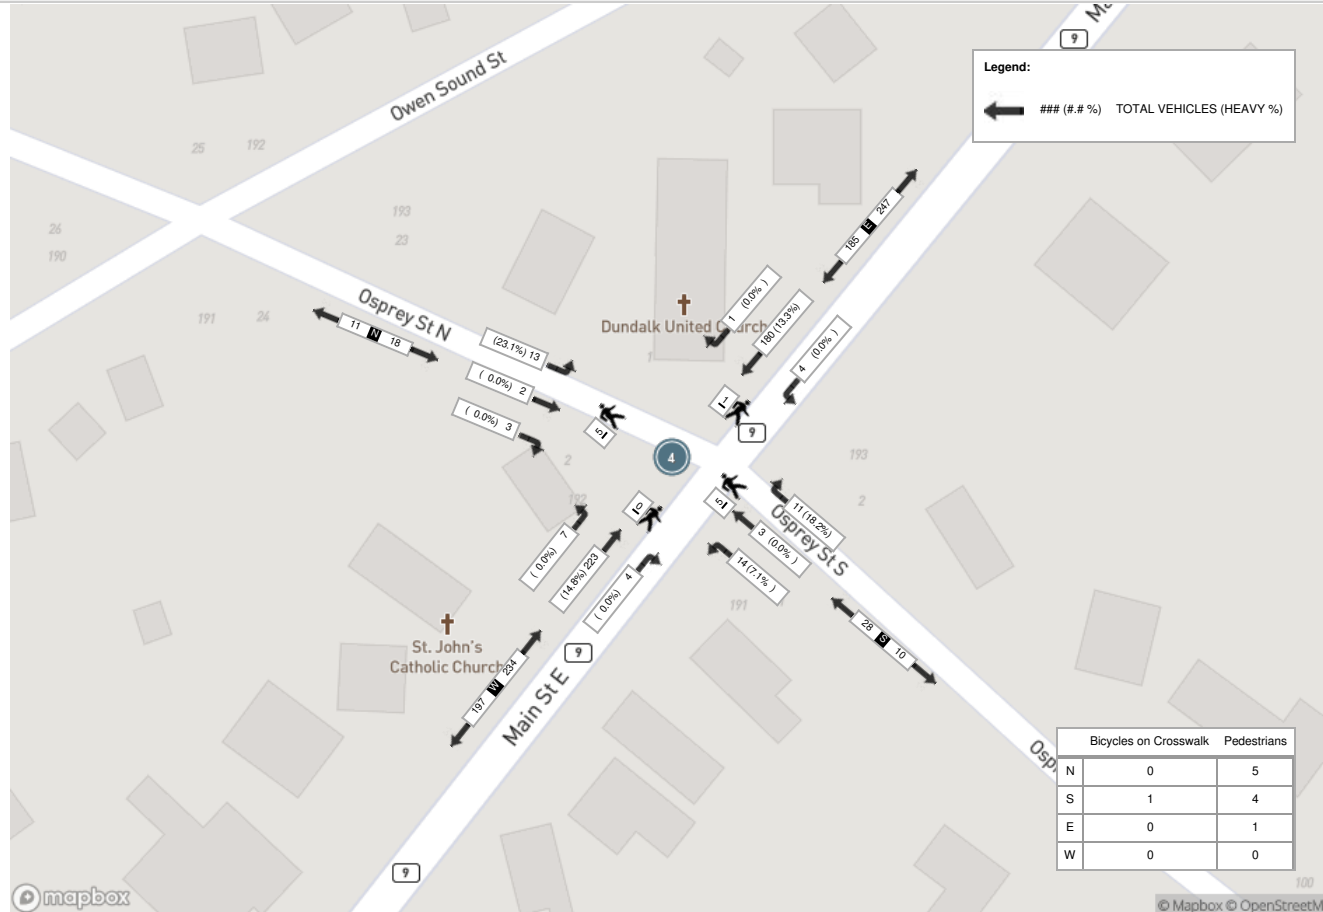 Ma
9
Legend:
### (#.# %) TOTAL VEHICLES (HEAVY %)
Owen Sound St
25
192
193
23
26
190
191
24
Osprey St N
11 N 18
(23.1%) 13
( 0.0%) 2
( 0.0%) 3
Dundalk United Church
1
185 E 247
1 (0.0% )
180 (13.3%)
4 (0.0% )
1
5
9
4
193
2
2
192
0
5
11 (18.2%)
3 (0.0% )
14 (7.1% )
Osprey St S
( 0.0%) 7
(14.8%) 223
( 0.0%) 4
191
28 S 10
St. John's
Catholic Church
9
197 W 234
Main St E
Osp
Bicycles on Crosswalk Pedestrians
N 0 5
S 1 4
E 0 1
W 0 0
9
100
mapbox
© Mapbox © OpenStreetM